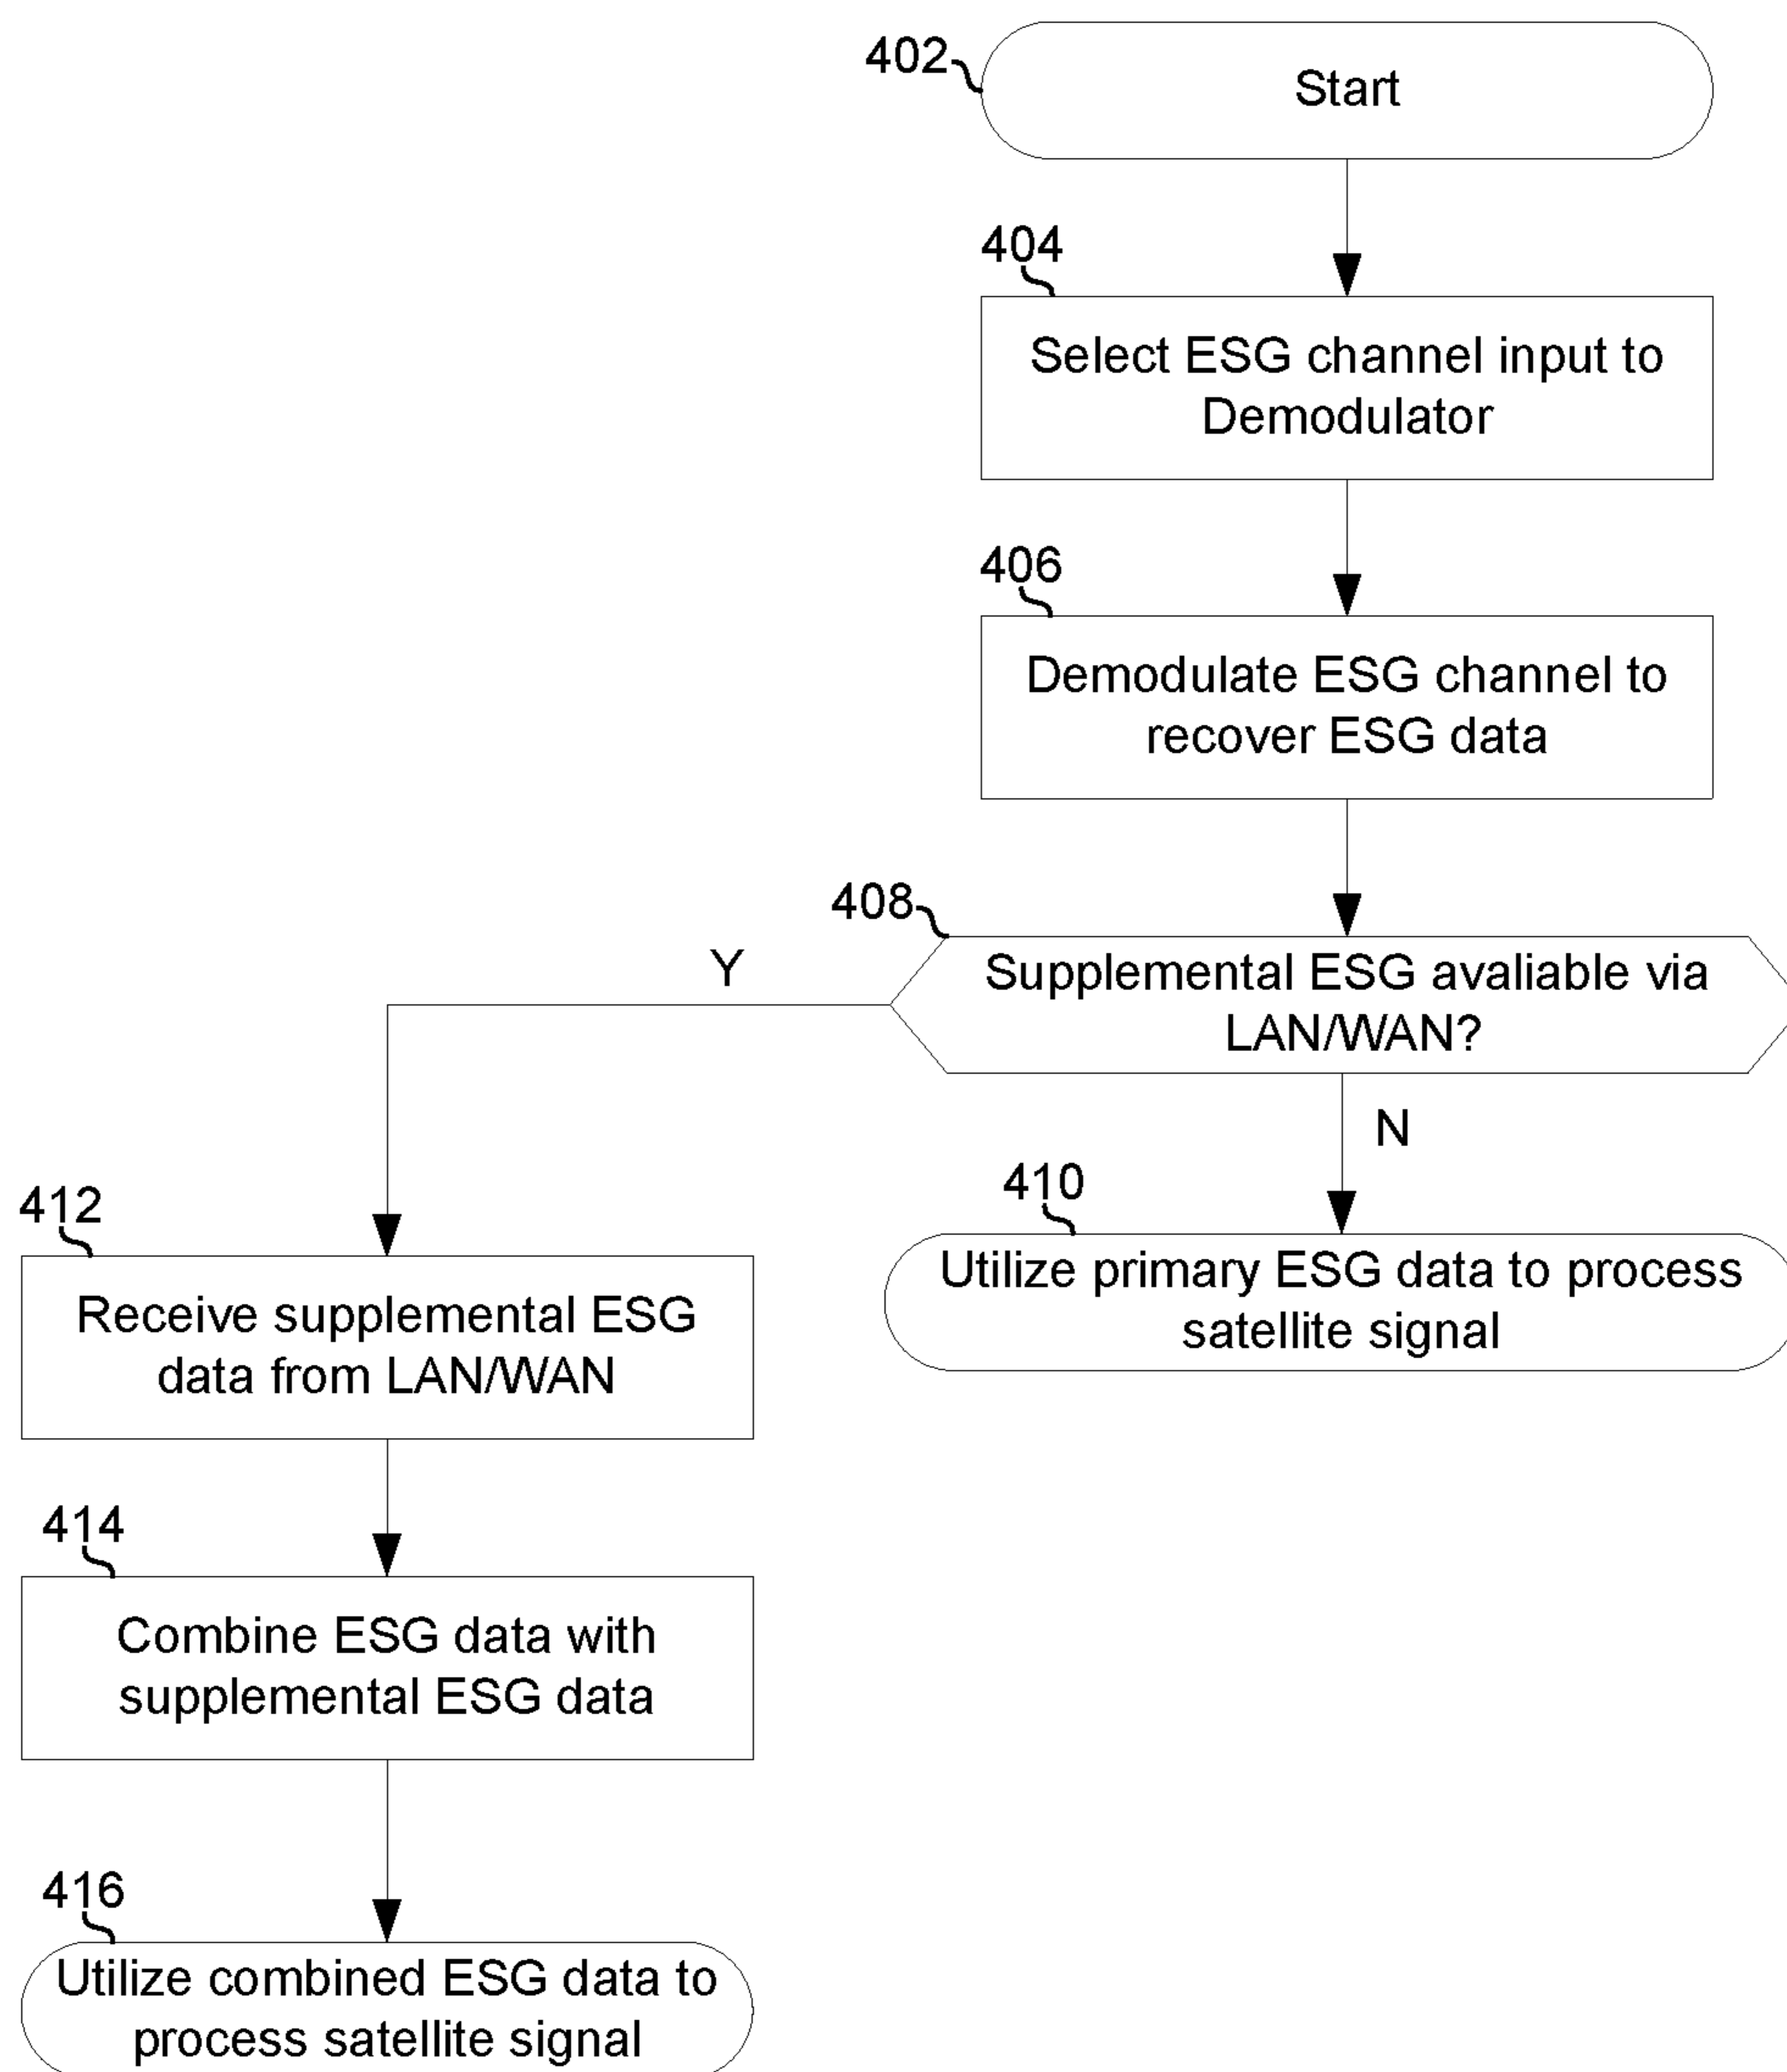 402
Start
404
Select ESG channel input to
Demodulator
406
Demodulate ESG channel to
recover ESG data
408
Supplemental ESG avaliable via
LAN/WAN?
Y
N
410
Utilize primary ESG data to process
satellite signal
412
Receive supplemental ESG
data from LAN/WAN
414
Combine ESG data with
supplemental ESG data
416
Utilize combined ESG data to
process satellite signal